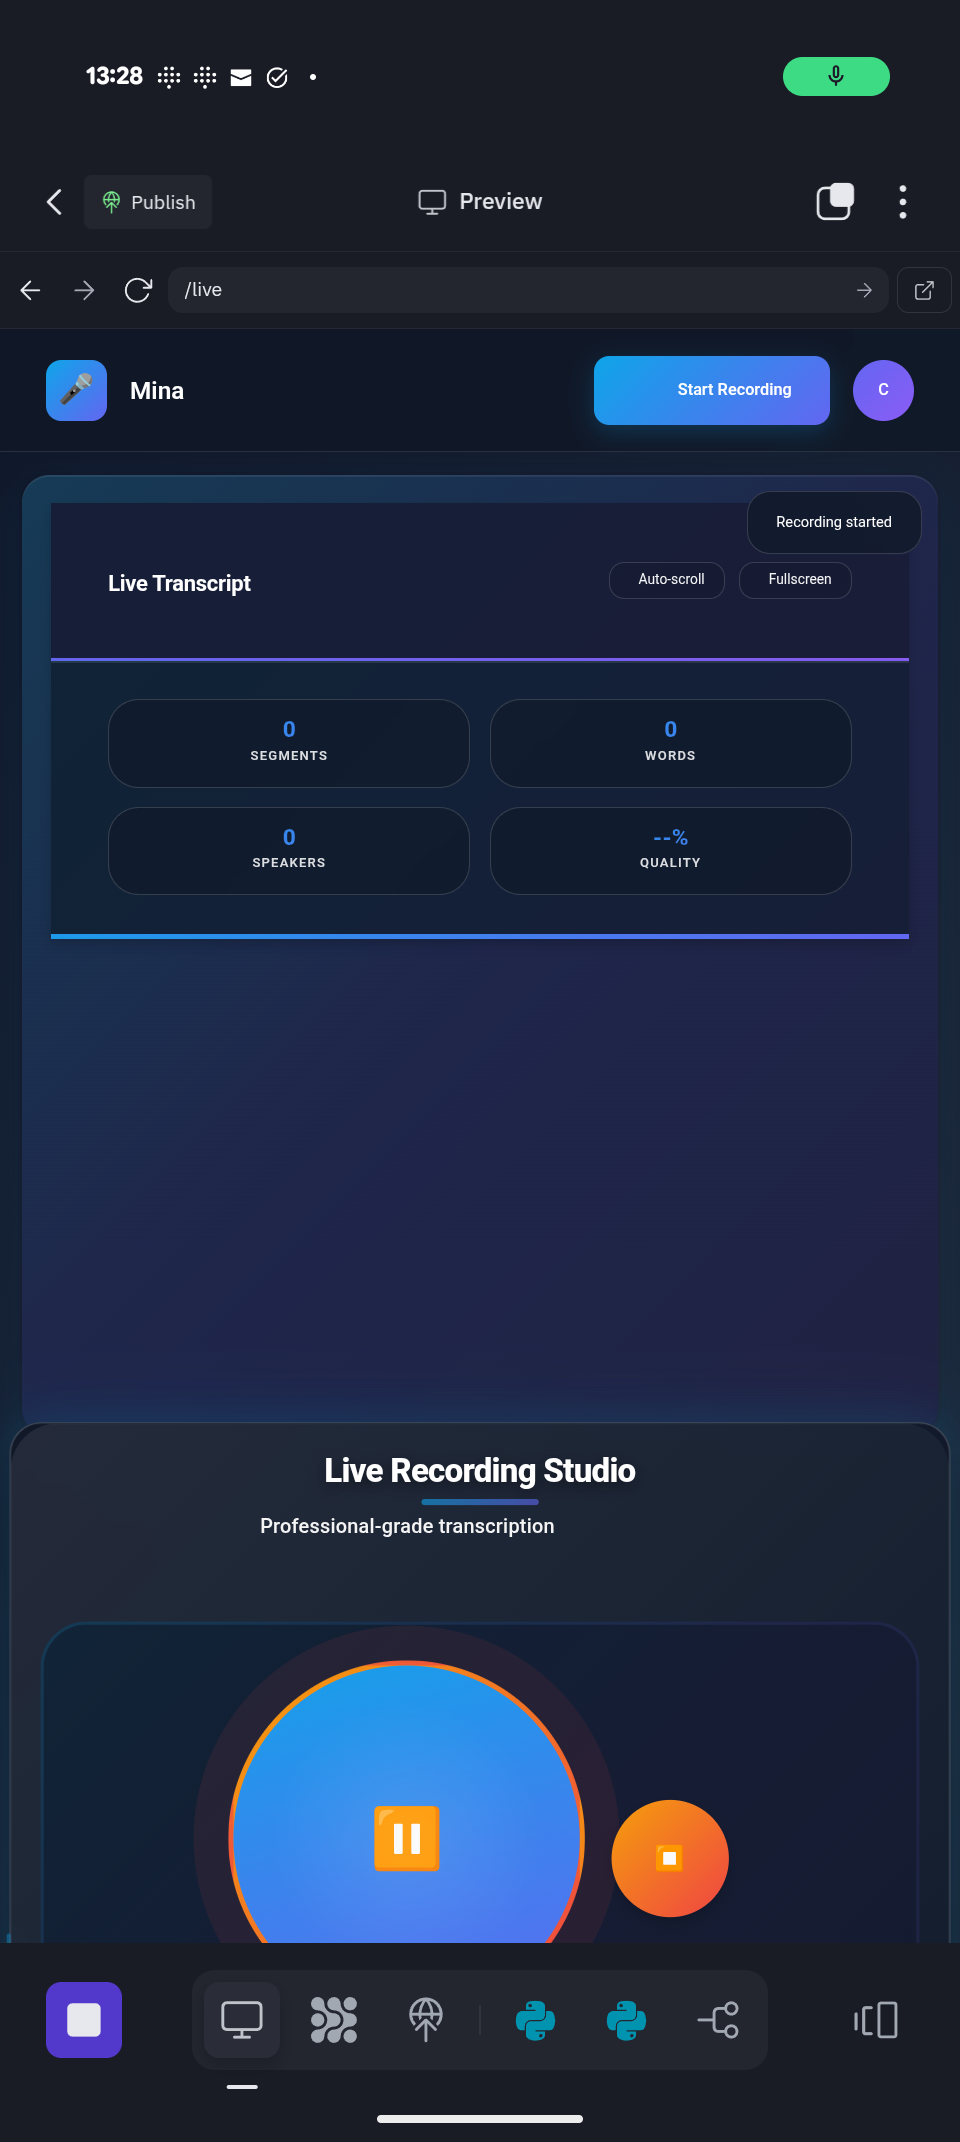 13:28
Publish
Preview
/live
Mina
Start Recording
C
Recording started
Live Transcript
Auto-scroll
Fullscreen
0
SEGMENTS
0
WORDS
0
SPEAKERS
--%
QUALITY
Live Recording Studio
Professional-grade transcription